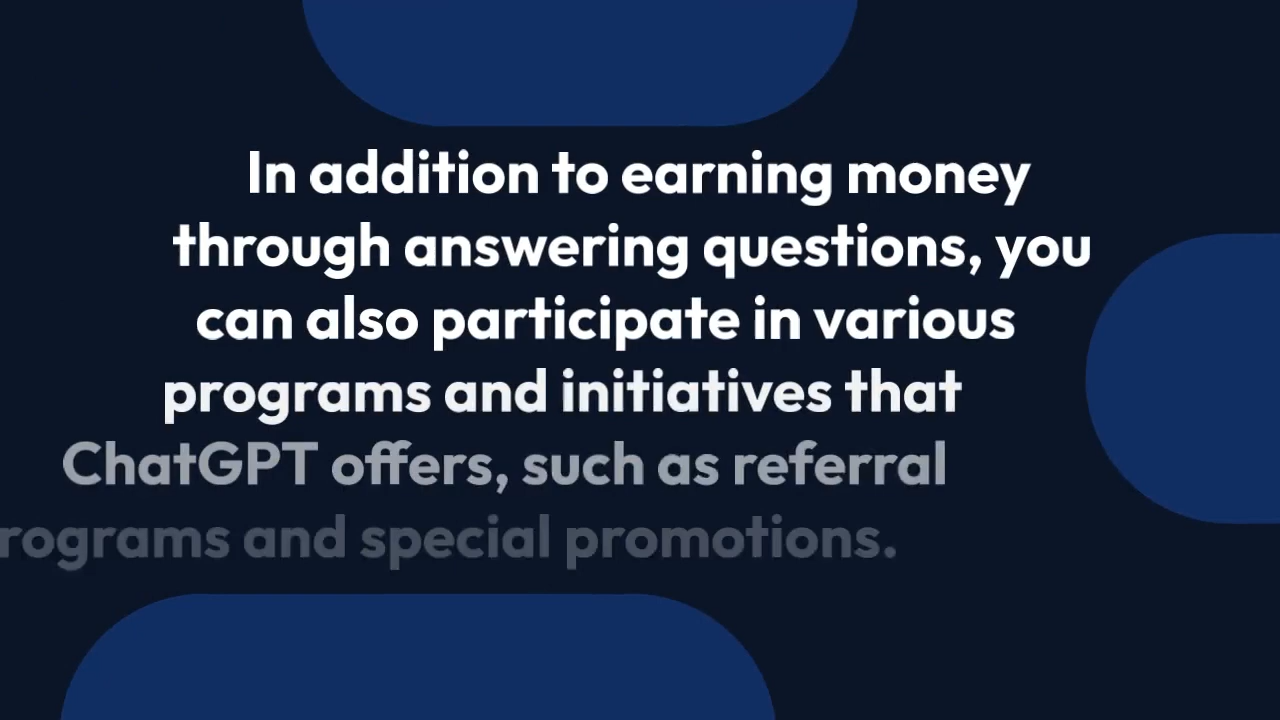 In addition to earning money
through answering questions, you
can also participate in various
programs and initiatives that
ChatGPT offers, such as referral
rograms and special promotions.